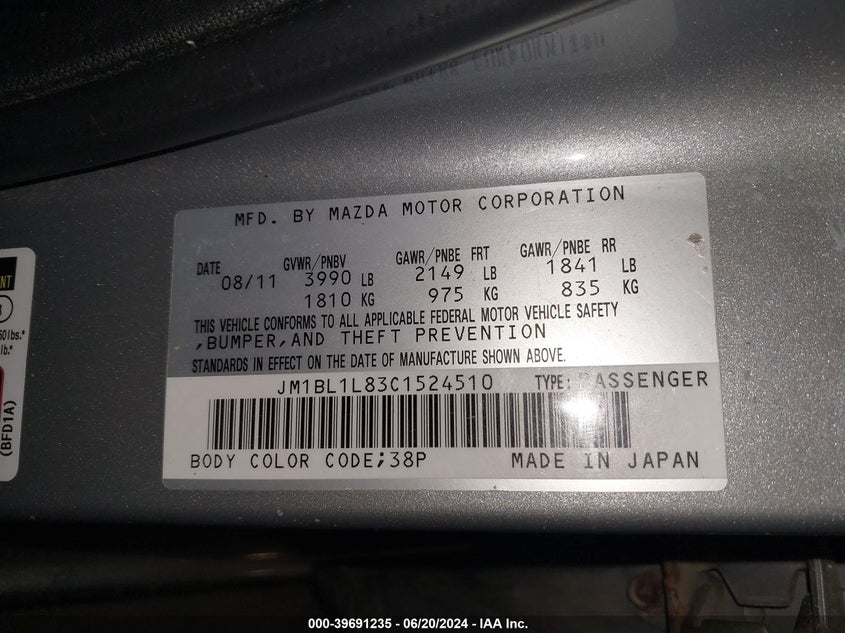 MFD. BY MAZDA MOTOR CORPORATION
DATE 08/11
GVWR/PNBV 3990 LB 1810 KG
GAWR/PNBE FRT 2149 LB 975 KG
GAWR/PNBE RR 1841 LB 835 KG
THIS VEHICLE CONFORMS TO ALL APPLICABLE FEDERAL MOTOR VEHICLE SAFETY
,BUMPER,AND THEFT PREVENTION
STANDARDS IN EFFECT ON THE DATE OF MANUFACTURE SHOWN ABOVE.
JM1BL1L83C1524510 TYPE: PASSENGER
BODY COLOR CODE;38P MADE IN JAPAN
(BFD1A)
000-39691235 - 06/20/2024 - IAA Inc.